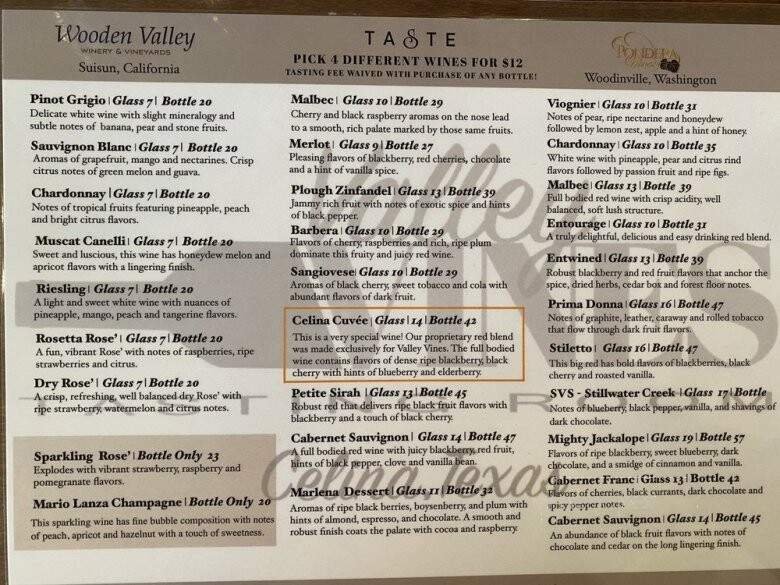 Wooden Valley
WINERY & VINEYARDS
Suisun, California
TASTE
PICK 4 DIFFERENT WINES FOR $12
TASTING FEE WAIVED WITH PURCHASE OF ANY BOTTLE!
Woodinville, Washington
Pinot Grigio | Glass 7 | Bottle 20
Delicate white wine with slight mineralogy and
subtle notes of banana, pear and stone fruits.
Sauvignon Blanc | Glass 7 | Bottle 20
Aromas of grapefruit, mango and nectarines. Crisp
citrus notes of green melon and guava.
Chardonnay | Glass 7 | Bottle 20
Notes of tropical fruits featuring pineapple, peach
and bright citrus flavors.
Muscat Canelli | Glass 7 | Bottle 20
Sweet and luscious, this wine has honeydew melon and
apricot flavors with a lingering finish.
Riesling | Glass 7 | Bottle 20
A light and sweet white wine with nuances of
pineapple, mango, peach and tangerine flavors.
Rosetta Rose' | Glass 7 | Bottle 20
A fun, vibrant Rose' with notes of raspberries, ripe
strawberries and citrus.
Dry Rose' | Glass 7 | Bottle 20
A crisp, refreshing, well balanced dry Rose' with
ripe strawberry, watermelon and citrus notes.
Sparkling Rose' | Bottle Only 23
Explodes with vibrant strawberry, raspberry and
pomegranate flavors.
Mario Lanza Champagne | Bottle Only 20
This sparkling wine has fine bubble composition with notes
of peach, apricot and hazelnut with a touch of sweetness.
Malbec | Glass 10 | Bottle 29
Cherry and black raspberry aromas on the nose lead
to a smooth, rich palate marked by those same fruits.
Merlot | Glass 9 | Bottle 27
Pleasing flavors of blackberry, red cherries, chocolate
and a hint of vanilla spice.
Plough Zinfandel | Glass 13 | Bottle 39
Jammy rich fruit with notes of exotic spice and hints
of black pepper.
Barbera | Glass 10 | Bottle 29
Flavors of cherry, raspberries and rich, ripe plum
dominate this fruity and juicy red wine.
Sangiovese | Glass 10 | Bottle 29
Aromas of black cherry, sweet tobacco and cola with
abundant flavors of dark fruit.
Celina Cuvée | Glass | 14 | Bottle 42
This is a very special wine! Our proprietary red blend
was made exclusively for Valley Vines. The full bodied
wine contains flavors of dense ripe blackberry, black
cherry with hints of blueberry and elderberry.
Petite Sirah | Glass 13 | Bottle 45
Robust red that delivers ripe black fruit flavors with
blackberry and a touch of black cherry.
Cabernet Sauvignon | Glass 14 | Bottle 47
A full bodied red wine with juicy blackberry, red fruit,
hints of black pepper, clove and vanilla bean.
Marlena Dessert | Glass 11 | Bottle 32
Aromas of ripe black berries, boysenberry, and plum with
hints of almond, espresso, and chocolate. A smooth and
robust finish coats the palate with cocoa and raspberry.
Viognier | Glass 10 | Bottle 31
Notes of pear, ripe nectarine and honeydew
followed by lemon zest, apple and a hint of honey.
Chardonnay | Glass 10 | Bottle 35
White wine with pineapple, pear and citrus rind
flavors followed by passion fruit and ripe figs.
Malbec | Glass 13 | Bottle 39
Full bodied red wine with crisp acidity, well
balanced, soft lush structure.
Entourage | Glass 10 | Bottle 31
A truly delightful, delicious and easy drinking red blend.
Entwined | Glass 13 | Bottle 39
Robust blackberry and red fruit flavors that anchor the
spice, dried herbs, cedar box and forest floor notes.
Prima Donna | Glass 16 | Bottle 47
Notes of graphite, leather, caraway and rolled tobacco
that flow through dark fruit flavors.
Stiletto | Glass 16 | Bottle 47
This big red has bold flavors of blackberries, black
cherry and roasted vanilla.
SVS - Stillwater Creek | Glass 17 | Bottle
Notes of blueberry, black pepper, vanilla, and shavings of
dark chocolate.
Mighty Jackalope | Glass 19 | Bottle 57
Flavors of ripe blackberry, sweet blueberry, dark
chocolate, and a smidge of cinnamon and vanilla.
Cabernet Franc | Glass 13 | Bottle 42
Flavors of cherries, black currants, dark chocolate and
spicy pepper notes.
Cabernet Sauvignon | Glass 14 | Bottle 45
An abundance of black fruit flavors with notes of
chocolate and cedar on the long lingering finish.
Valley
VINES
TASTING ROOM
Celina, Texas